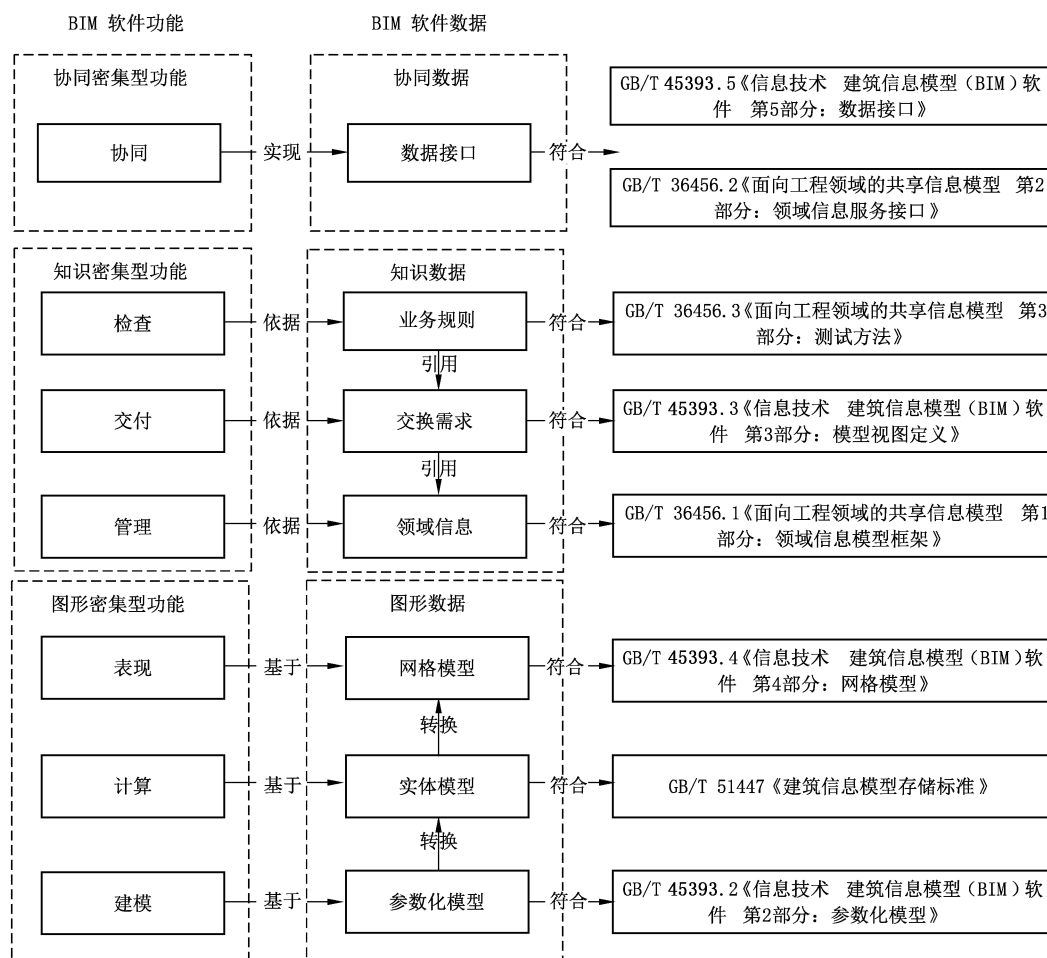 BIM 软件功能
BIM 软件数据
协同密集型功能
协同数据
GB/T 45393.5《信息技术 建筑信息模型(BIM)软
件 第5部分：数据接口》
协同
实现
数据接口
符合
GB/T 36456.2《面向工程领域的共享信息模型 第2
部分：领域信息服务接口》
知识密集型功能
知识数据
检查
依据
业务规则
符合
GB/T 36456.3《面向工程领域的共享信息模型 第3
部分：测试方法》
引用
交付
依据
交换需求
符合
GB/T 45393.3《信息技术 建筑信息模型(BIM)软
件 第3部分：模型视图定义》
引用
管理
依据
领域信息
符合
GB/T 36456.1《面向工程领域的共享信息模型 第1
部分：领域信息模型框架》
图形密集型功能
图形数据
表现
基于
网格模型
符合
GB/T 45393.4《信息技术 建筑信息模型(BIM)软
件 第4部分：网格模型》
转换
计算
基于
实体模型
符合
GB/T 51447《建筑信息模型存储标准》
转换
建模
基于
参数化模型
符合
GB/T 45393.2《信息技术 建筑信息模型(BIM)软
件 第2部分：参数化模型》